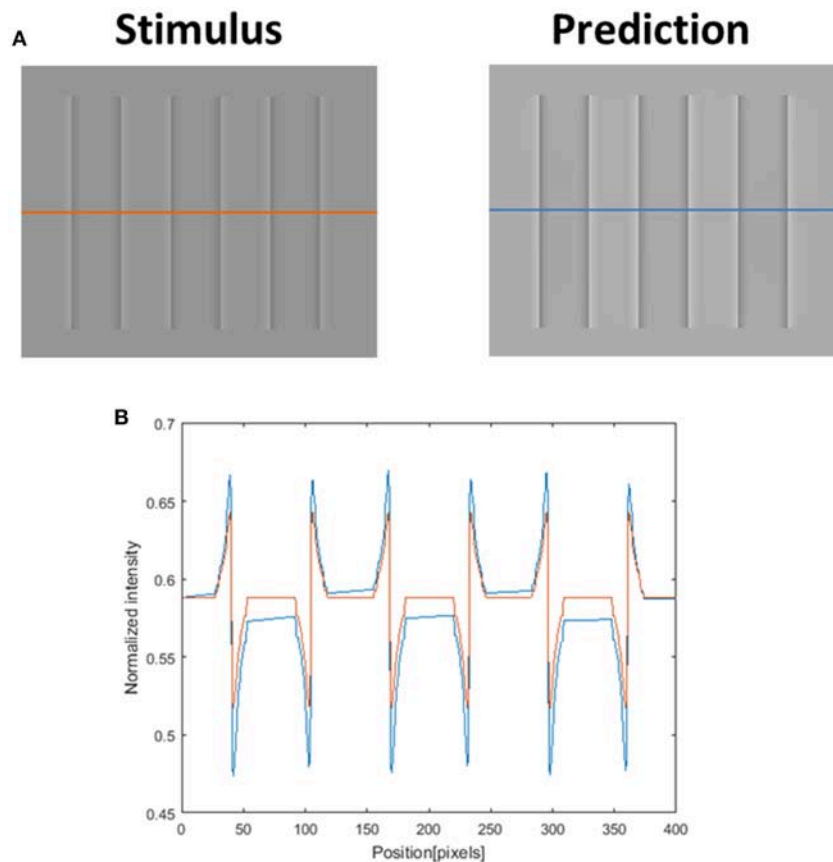 A
Stimulus
Prediction
B
Normalized intensity
0.7
0.65
0.6
0.55
0.5
0.45
0 50 100 150 200 250 300 350 400
Position[pixels]